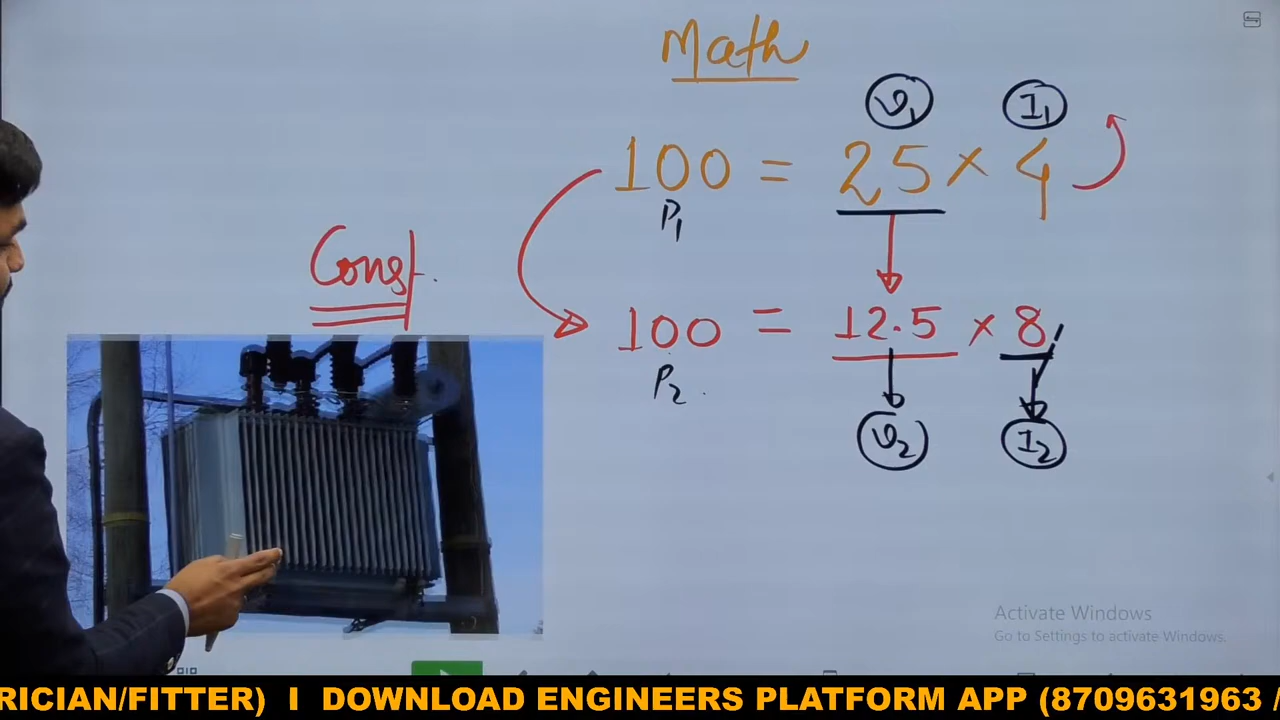 Math
V1 I1
100 = 25 × 4
P1
Const.
100 = 12.5 × 8
P2
V2 I2
Activate Windows
Go to Settings to activate Windows.
RICIAN/FITTER) I DOWNLOAD ENGINEERS PLATFORM APP (8709631963 /